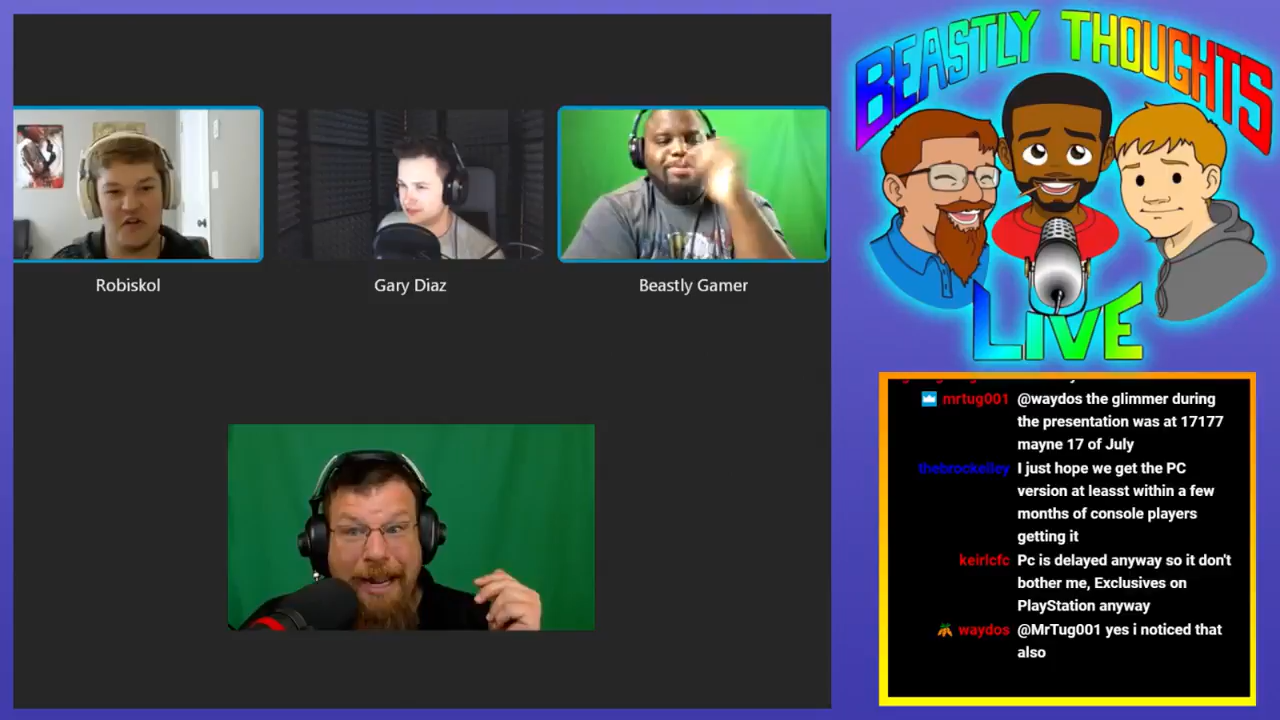 BEASTLY THOUGHTS
LIVE
Robiskol
Gary Diaz
Beastly Gamer
mrtug001 @waydos the glimmer during
the presentation was at 17177
mayne 17 of July
thebrockelley I just hope we get the PC
version at leasst within a few
months of console players
getting it
keirlcfc Pc is delayed anyway so it don't
bother me, Exclusives on
PlayStation anyway
waydos @MrTug001 yes i noticed that
also